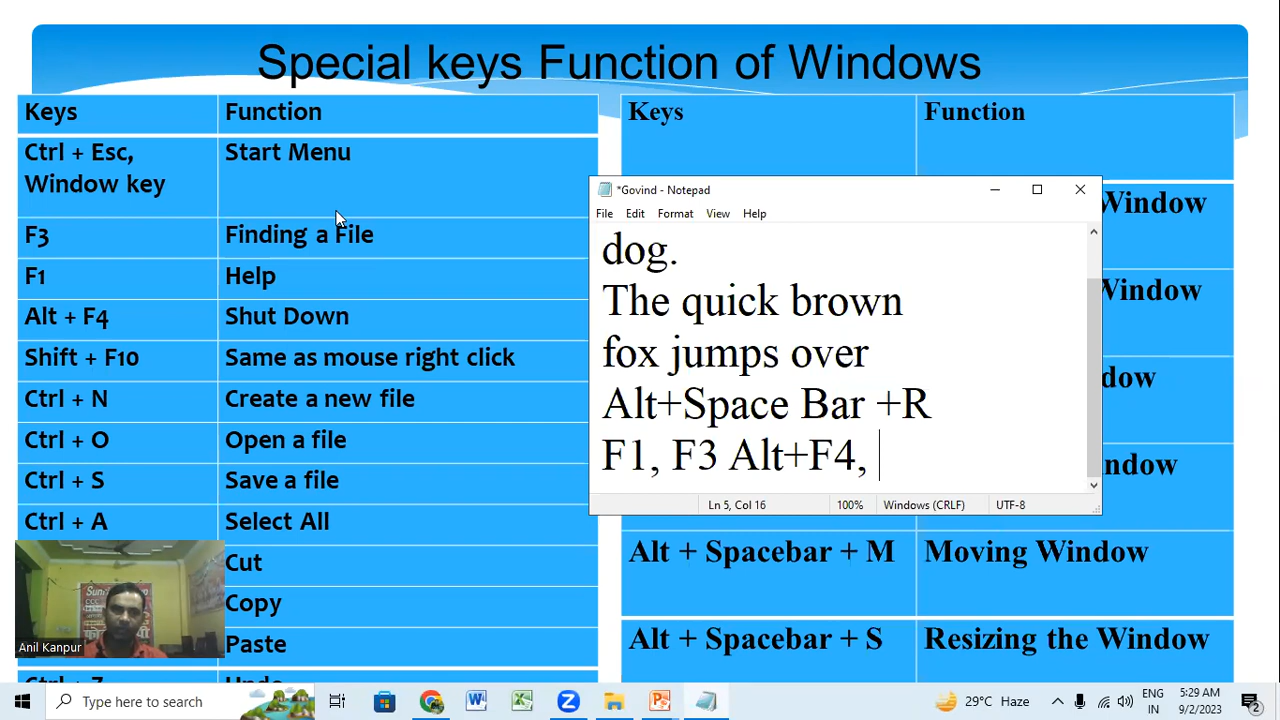 Special keys Function of Windows
Keys Function
Ctrl + Esc, Start Menu
Window key
F3 Finding a File
F1 Help
Alt + F4 Shut Down
Shift + F10 Same as mouse right click
Ctrl + N Create a new file
Ctrl + O Open a file
Ctrl + S Save a file
Ctrl + A Select All
Cut
Copy
Paste
Undo
Keys Function
Window
Window
Alt + Spacebar + M Moving Window
Alt + Spacebar + S Resizing the Window
*Govind - Notepad
File Edit Format View Help
dog.
The quick brown
fox jumps over
Alt+Space Bar +R
F1, F3 Alt+F4,
Ln 5, Col 16 100% Windows (CRLF) UTF-8
Anil Kanpur
Type here to search
29°C Haze
ENG
IN
5:29 AM
9/2/2023
2